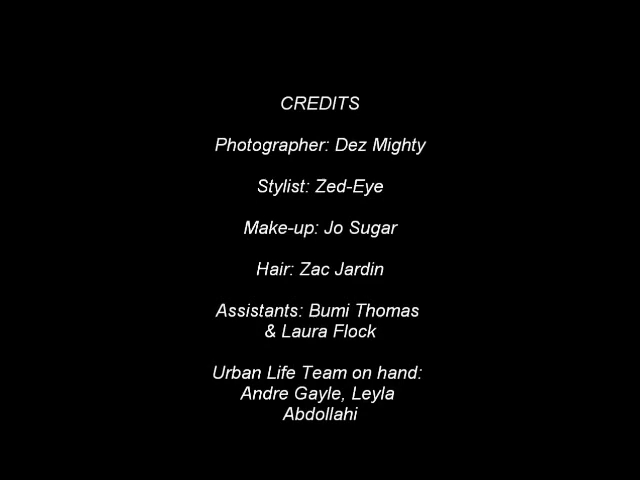 CREDITS
Photographer: Dez Mighty
Stylist: Zed-Eye
Make-up: Jo Sugar
Hair: Zac Jardin
Assistants: Bumi Thomas
& Laura Flock
Urban Life Team on hand:
Andre Gayle, Leyla
Abdollahi